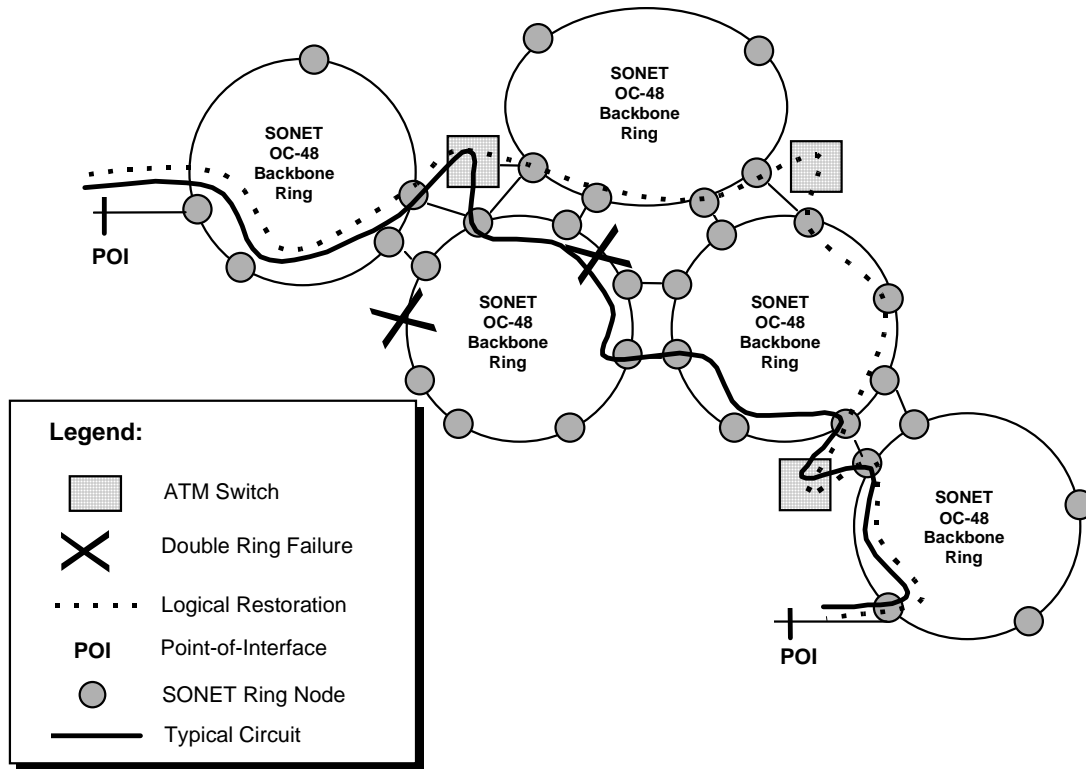 SONET
OC-48
Backbone
Ring
SONET
OC-48
Backbone
Ring
POI
SONET
OC-48
Backbone
Ring
SONET
OC-48
Backbone
Ring
SONET
OC-48
Backbone
Ring
POI
Legend:
ATM Switch
Double Ring Failure
Logical Restoration
POI Point-of-Interface
SONET Ring Node
Typical Circuit